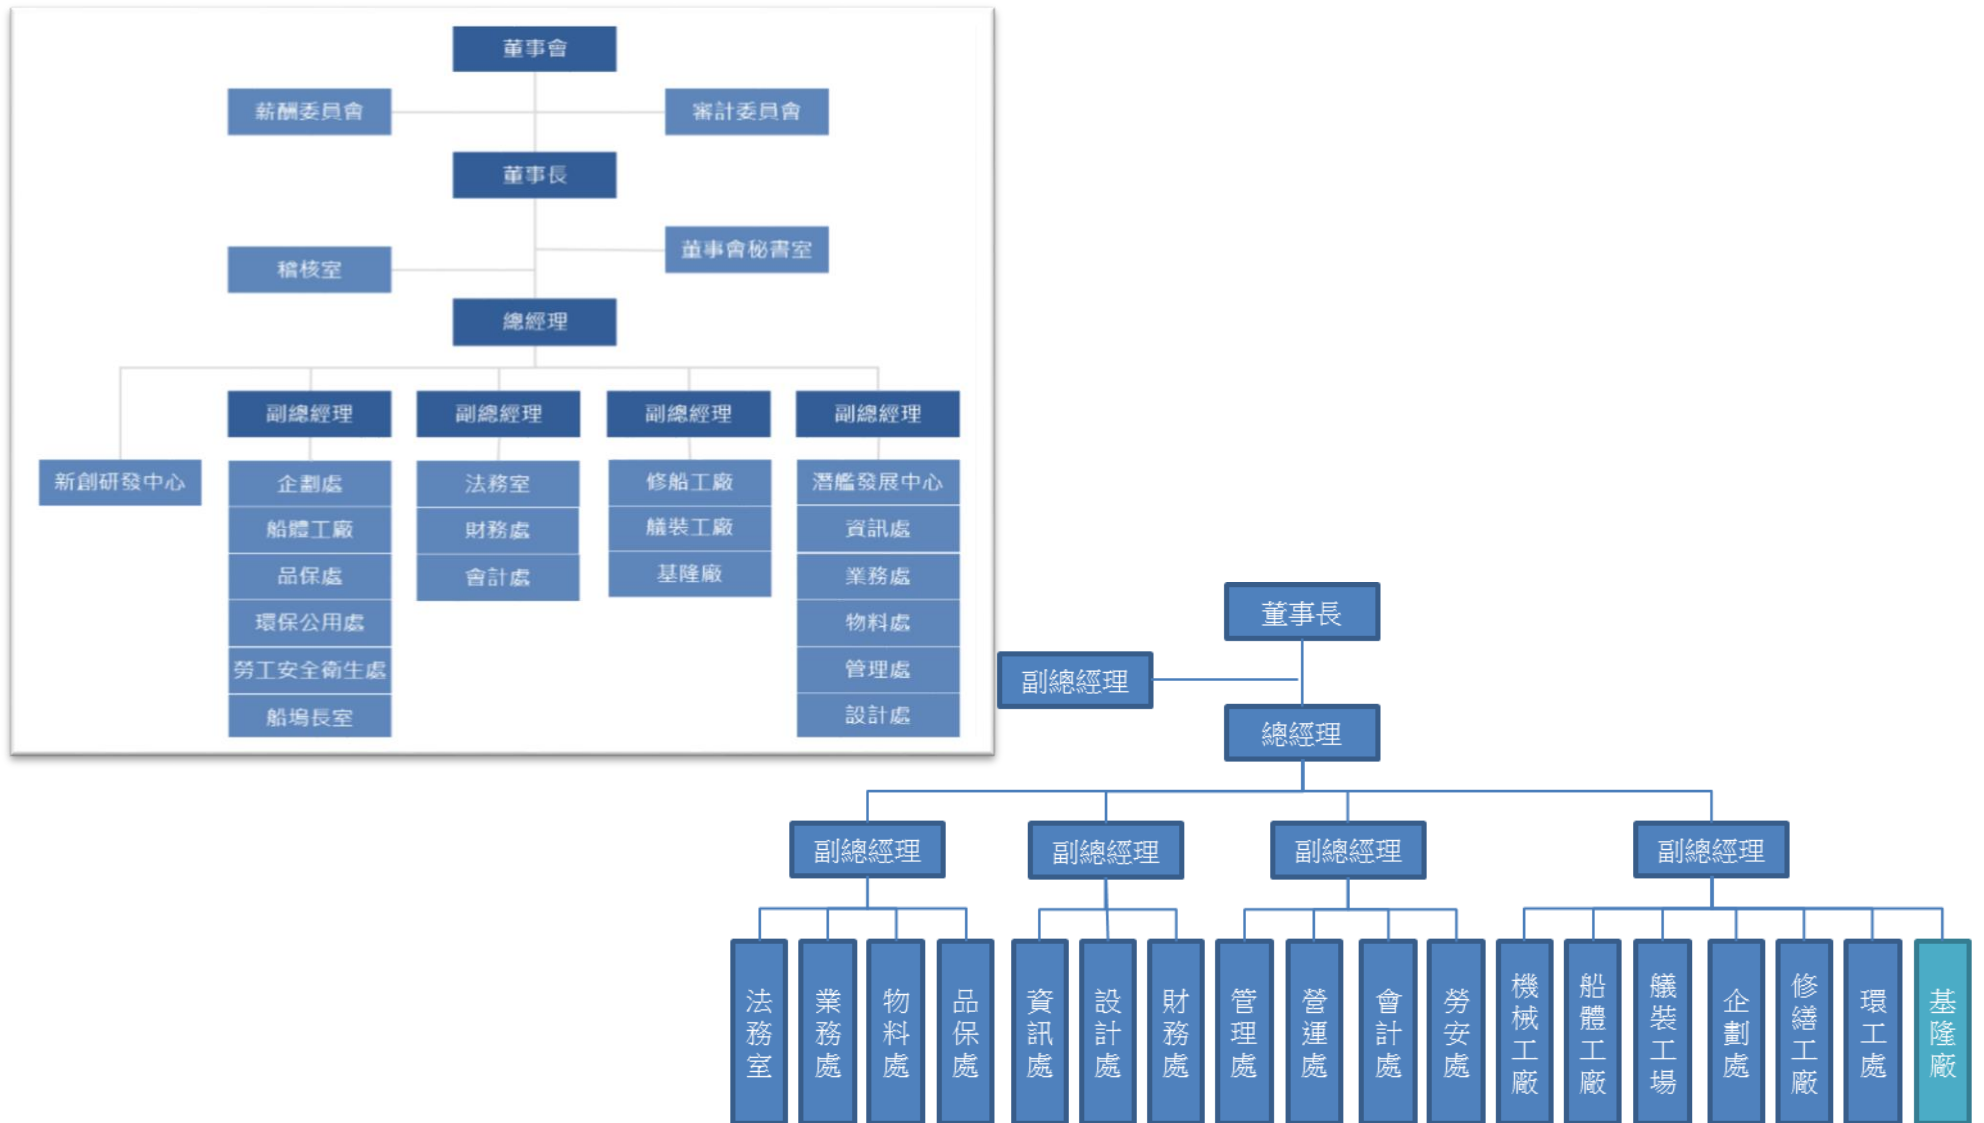 董事會
薪酬委員會
審計委員會
董事長
董事會秘書室
稽核室
總經理
副總經理
副總經理
副總經理
副總經理
新創研發中心
企劃處
船體工廠
品保處
環保公用處
勞工安全衛生處
船塢長室
法務室
財務處
會計處
修船工廠
艤裝工廠
基隆廠
潛艦發展中心
資訊處
業務處
物料處
管理處
設計處
董事長
副總經理
總經理
副總經理
副總經理
副總經理
副總經理
法務室
業務處
物料處
品保處
資訊處
設計處
財務處
管理處
營運處
會計處
勞安處
機械工廠
船體工廠
艤裝工場
企劃處
修繕工廠
環工處
基隆廠